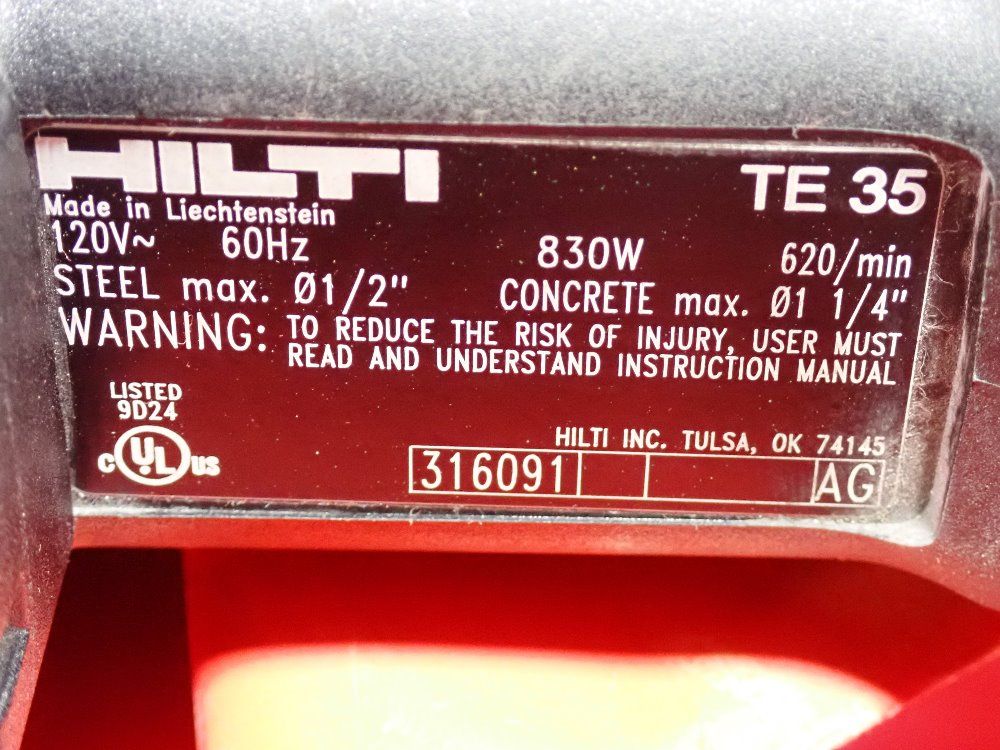 HILTI TE 35
Made in Liechtenstein
120V~ 60Hz 830W 620/min
STEEL max. Ø1/2" CONCRETE max. Ø1 1/4"
WARNING: TO REDUCE THE RISK OF INJURY, USER MUST
READ AND UNDERSTAND INSTRUCTION MANUAL
LISTED
9D24
C UL US
HILTI INC. TULSA, OK 74145
316091 AG